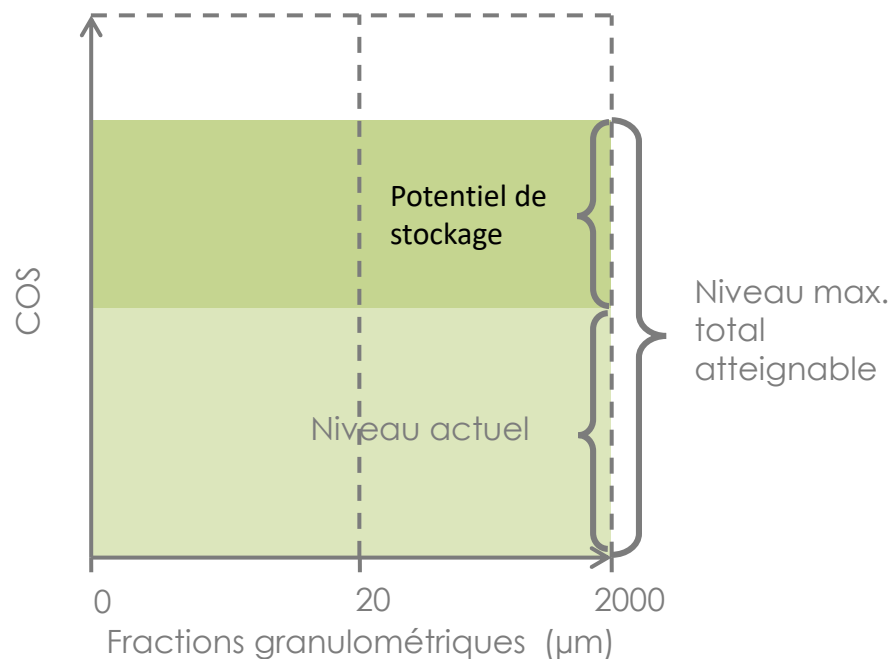 Potentiel de
stockage
COS
Niveau max.
total
atteignable
Niveau actuel
0
20
2000
Fractions granulométriques (µm)